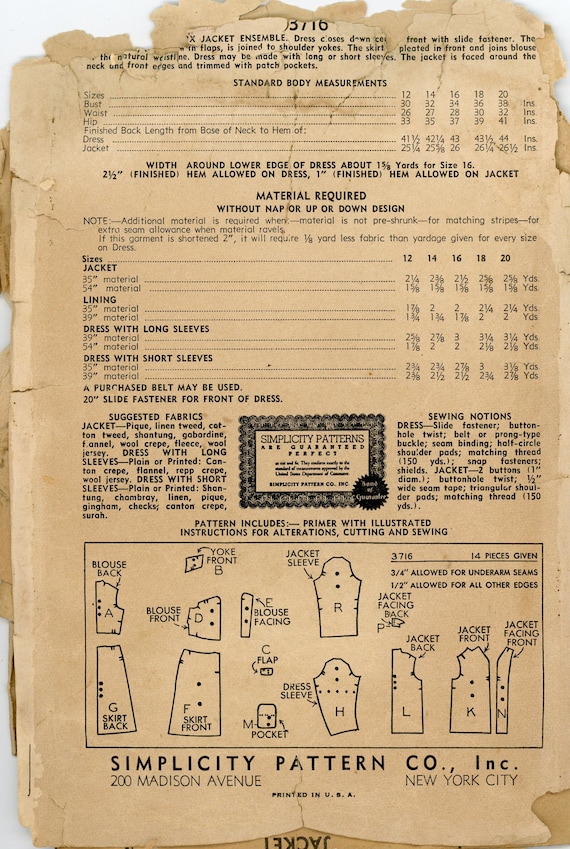 3716
X JACKET ENSEMBLE. Dress closes down front with slide fastener. The
in flaps, is joined to shoulder yokes. The skirt pleated in front and joins blouse
the natural waistline. Dress may be made with long or short sleeves. The jacket is faced around the
neck and front edges and trimmed with patch pockets.
STANDARD BODY MEASUREMENTS
Sizes 12 14 16 18 20
Bust 30 32 34 36 38 Ins.
Waist 26 27 28 30 32 Ins.
Hip 33 35 37 39 41 Ins.
Finished Back Length from Base of Neck to Hem of:
Dress 41½ 42¼ 43 43½ 44 Ins.
Jacket 25¼ 25⅝ 26 26¼ 26½ Ins.
WIDTH AROUND LOWER EDGE OF DRESS ABOUT 1⅝ Yards for Size 16.
2½" (FINISHED) HEM ALLOWED ON DRESS, 1" (FINISHED) HEM ALLOWED ON JACKET
MATERIAL REQUIRED
WITHOUT NAP OR UP OR DOWN DESIGN
NOTE:—Additional material is required when:—material is not pre-shrunk—for matching stripes—for
extra seam allowance when material ravels.
If this garment is shortened 2", it will require ⅛ yard less fabric than yardage given for every size
on Dress.
Sizes 12 14 16 18 20
JACKET
35" material 2¼ 2⅜ 2½ 2⅝ 2⅝ Yds.
54" material 1⅝ 1⅝ 1⅝ 1⅝ 1⅝ Yds.
LINING
35" material 1⅞ 2 2 2¼ 2¼ Yds.
39" material 1¾ 1¾ 1⅞ 2 2 Yds.
DRESS WITH LONG SLEEVES
39" material 2⅝ 2⅞ 3 3¼ 3¼ Yds.
54" material 1⅞ 2 2 2⅛ 2⅛ Yds.
DRESS WITH SHORT SLEEVES
35" material 2¾ 2¾ 2⅞ 3 3⅛ Yds.
39" material 2⅜ 2½ 2½ 2¾ 2⅞ Yds.
A PURCHASED BELT MAY BE USED.
20" SLIDE FASTENER FOR FRONT OF DRESS.
SUGGESTED FABRICS
JACKET—Pique, linen tweed, cot-
ton tweed, shantung, gabardine,
flannel, wool crepe, fleece, wool
jersey. DRESS WITH LONG
SLEEVES—Plain or Printed: Can-
ton crepe, flannel, rep crepe,
wool jersey. DRESS WITH SHORT
SLEEVES—Plain or Printed: Shan-
tung, chambray, linen, pique,
gingham, checks; canton crepe,
surah.
SIMPLICITY PATTERNS
ARE GUARANTEED
PERFECT
SIMPLICITY PATTERN CO., INC.
SEWING NOTIONS
DRESS—Slide fastener; button-
hole twist; belt or prong-type
buckle; seam binding; half-circle
shoulder pads; matching thread
(150 yds.); snap fasteners;
shields. JACKET—2 buttons (1"
diam.); buttonhole twist; ½"
wide seam tape; triangular shoul-
der pads; matching thread (150
yds.).
PATTERN INCLUDES:— PRIMER WITH ILLUSTRATED
INSTRUCTIONS FOR ALTERATIONS, CUTTING AND SEWING
3716 14 PIECES GIVEN
3/4" ALLOWED FOR UNDERARM SEAMS
1/2" ALLOWED FOR ALL OTHER EDGES
BLOUSE
BACK
A
YOKE
FRONT
B
BLOUSE
FRONT
D
E
BLOUSE
FACING
JACKET
SLEEVE
R
JACKET
FACING
BACK
P
G
SKIRT
BACK
F
SKIRT
FRONT
C
FLAP
M
POCKET
DRESS
SLEEVE
H
JACKET
BACK
L
JACKET
FRONT
K
JACKET
FACING
FRONT
N
SIMPLICITY PATTERN CO., Inc.
200 MADISON AVENUE NEW YORK CITY
PRINTED IN U. S. A.
JACKET